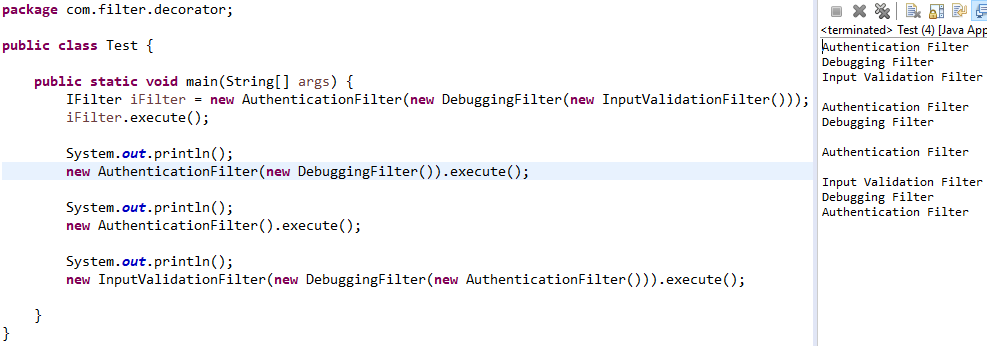 package com.filter.decorator;
public class Test {
public static void main(String[] args) {
IFilter iFilter = new AuthenticationFilter(new DebuggingFilter(new InputValidationFilter()));
iFilter.execute();
System.out.println();
new AuthenticationFilter(new DebuggingFilter()).execute();
System.out.println();
new AuthenticationFilter().execute();
System.out.println();
new InputValidationFilter(new DebuggingFilter(new AuthenticationFilter())).execute();
}
}
<terminated> Test (4) [Java App
Authentication Filter
Debugging Filter
Input Validation Filter
Authentication Filter
Debugging Filter
Authentication Filter
Input Validation Filter
Debugging Filter
Authentication Filter